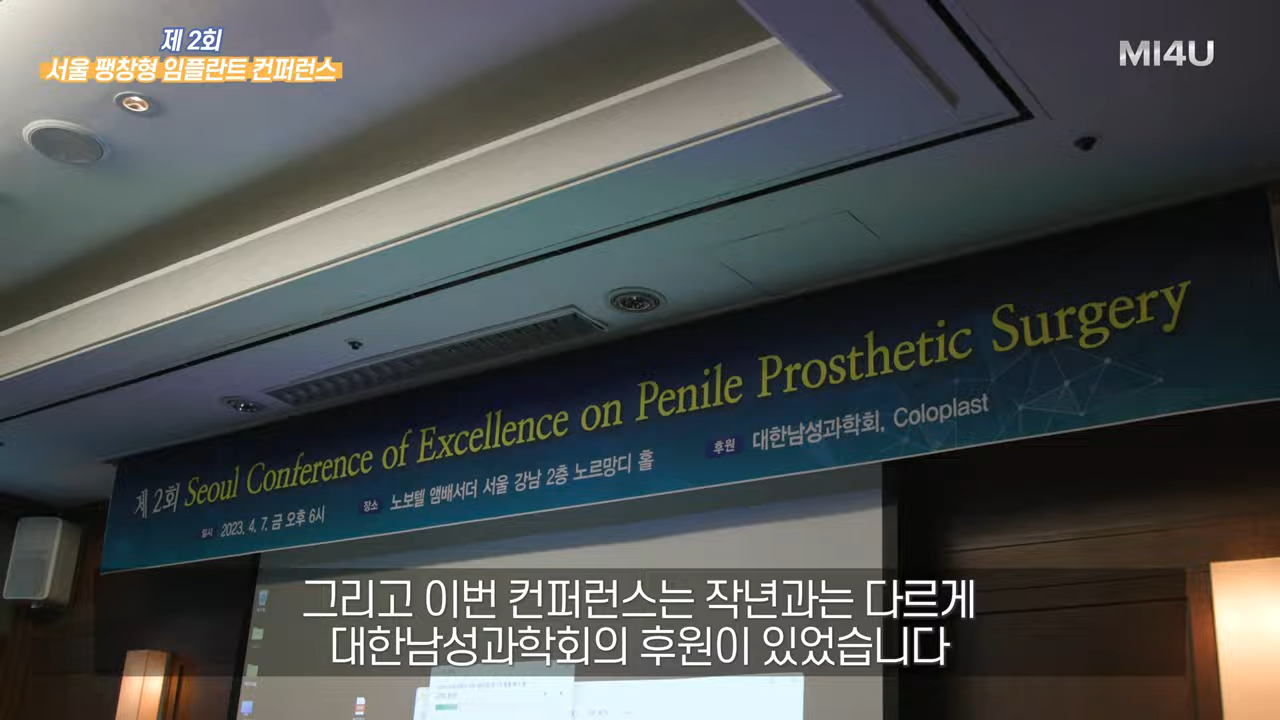 제 2회
서울 팽창형 임플란트 컨퍼런스
MI4U
제 2회 Seoul Conference of Excellence on Penile Prosthetic Surgery
일시 2023. 4. 7. 금 오후 6시 장소 노보텔 앰배서더 서울 강남 2층 노르망디 홀 후원 대한남성과학회, Coloplast
그리고 이번 컨퍼런스는 작년과는 다르게
대한남성과학회의 후원이 있었습니다